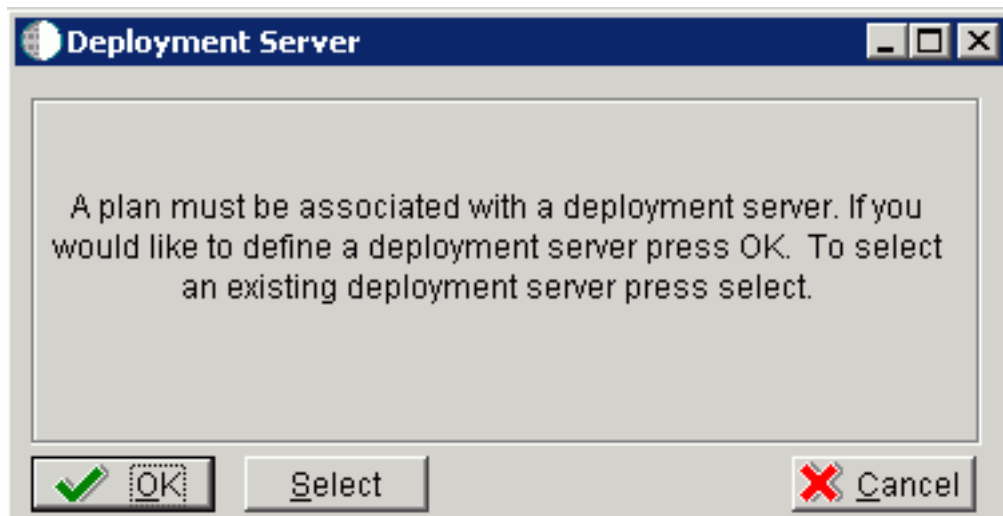 Deployment Server
A plan must be associated with a deployment server. If you
would like to define a deployment server press OK.  To select
an existing deployment server press select.
OK
Select
Cancel